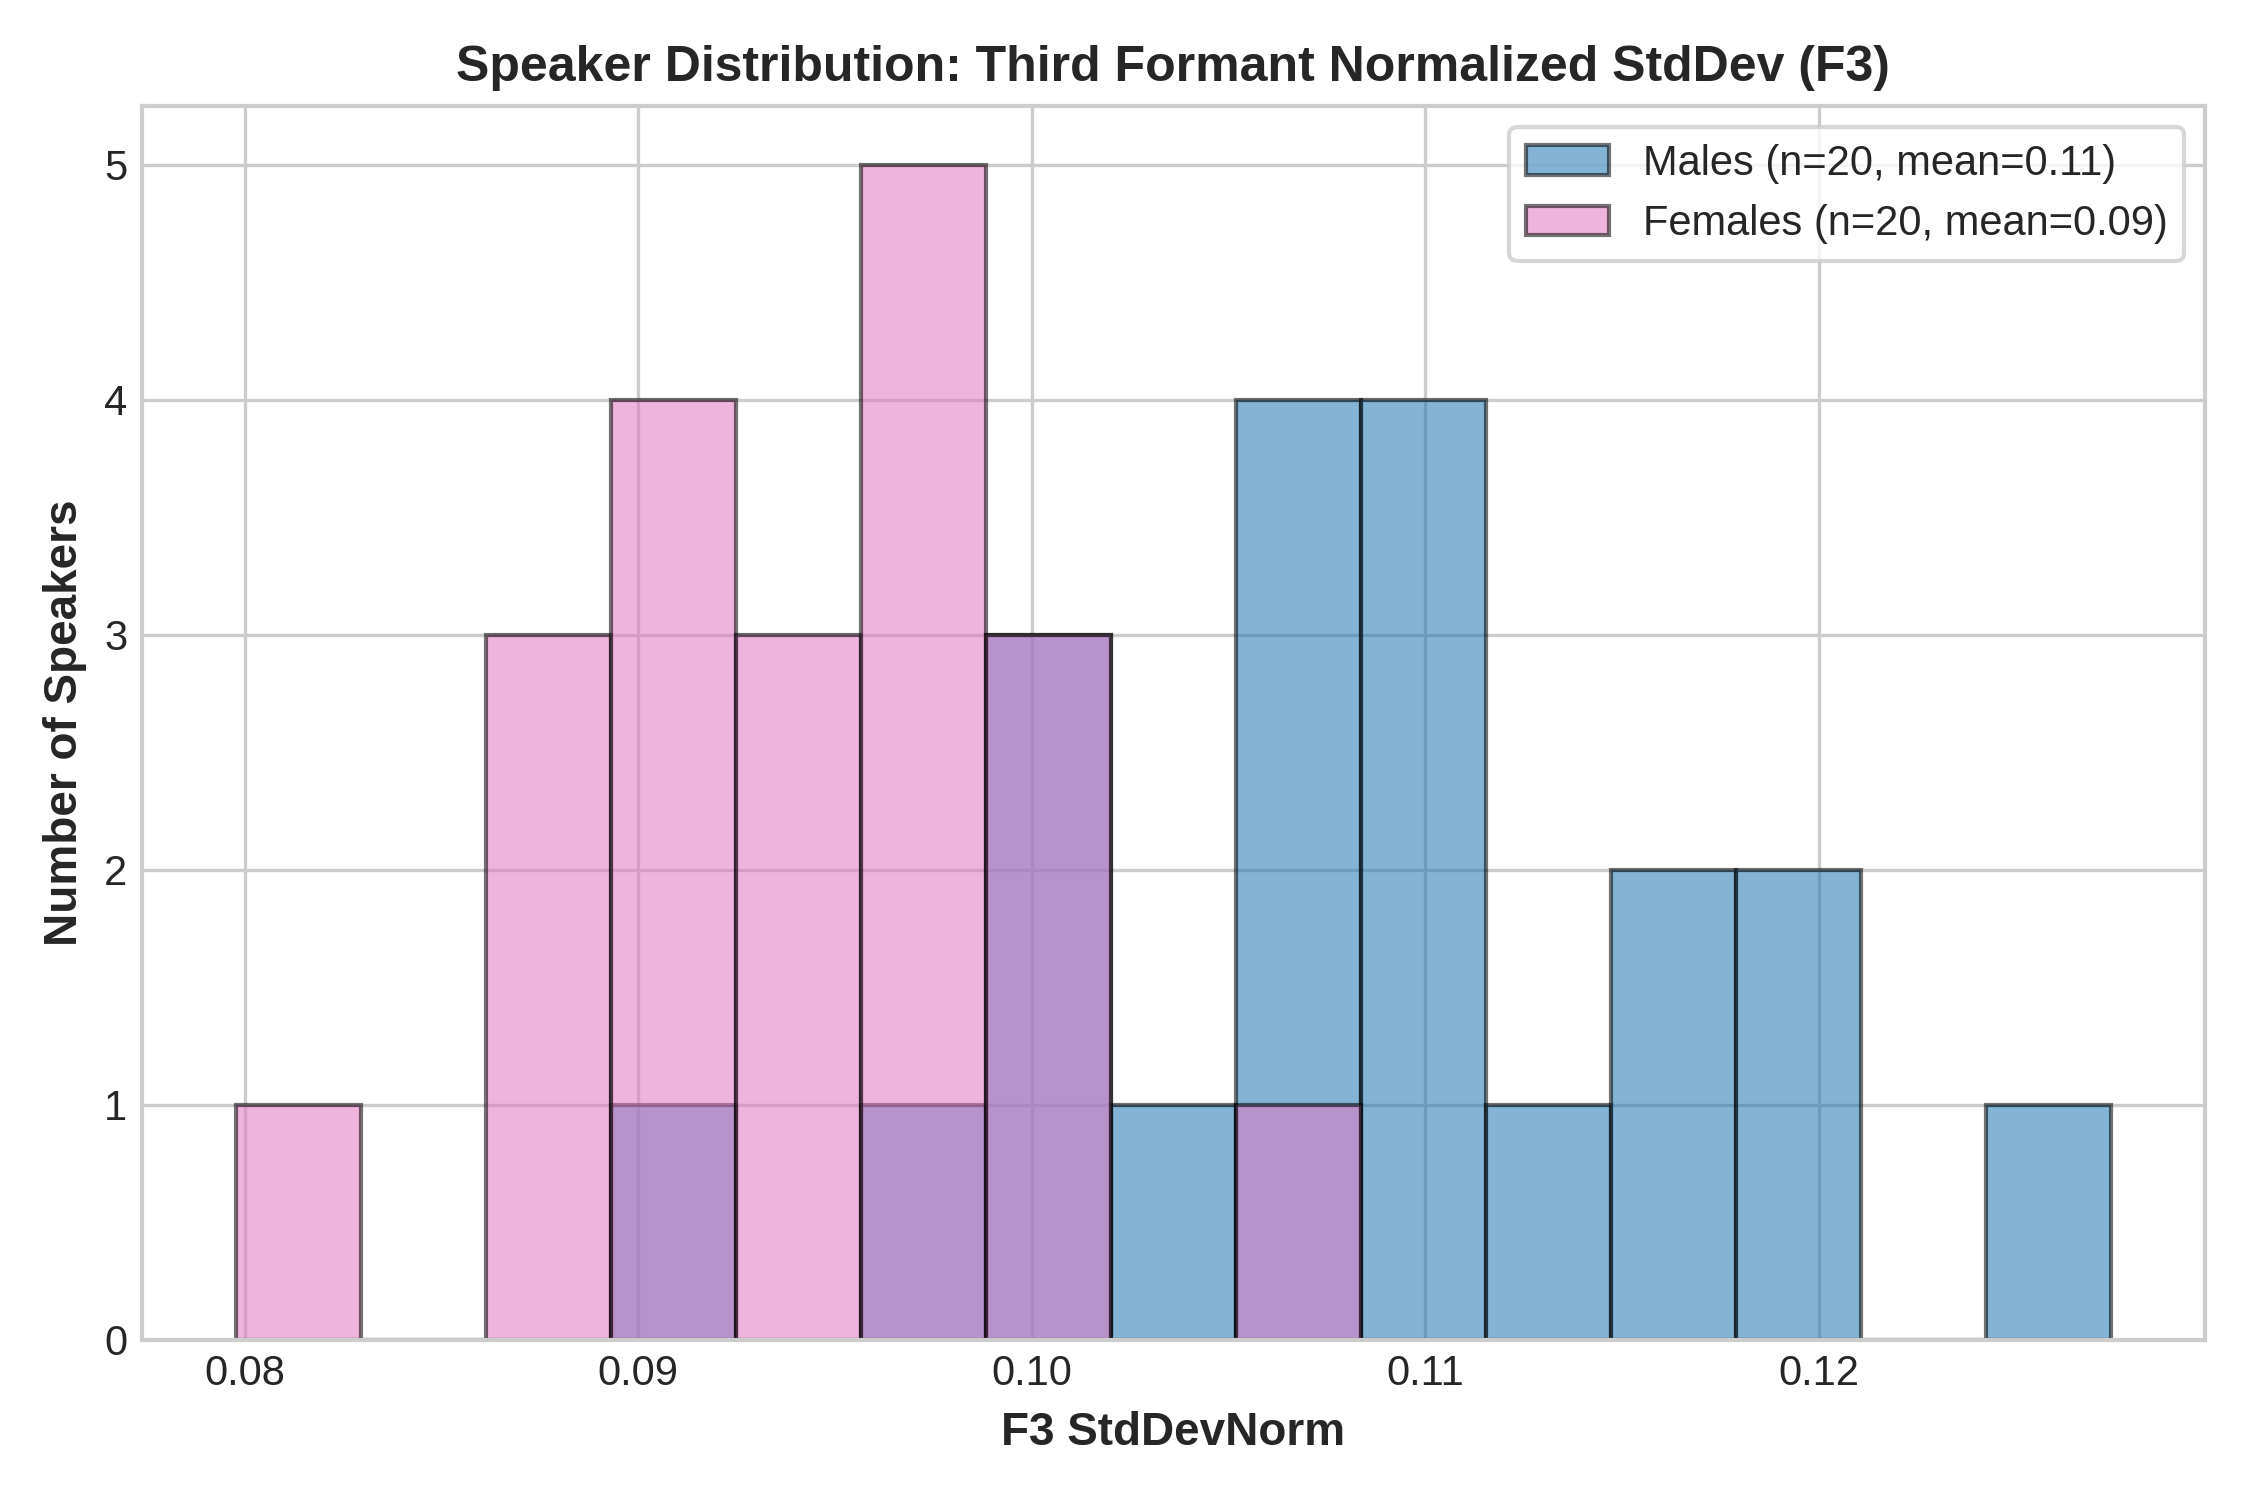 Speaker Distribution: Third Formant Normalized StdDev (F3)
Males (n=20, mean=0.11)
Females (n=20, mean=0.09)
Number of Speakers
5
4
3
2
1
0
0.08 0.09 0.10 0.11 0.12
F3 StdDevNorm